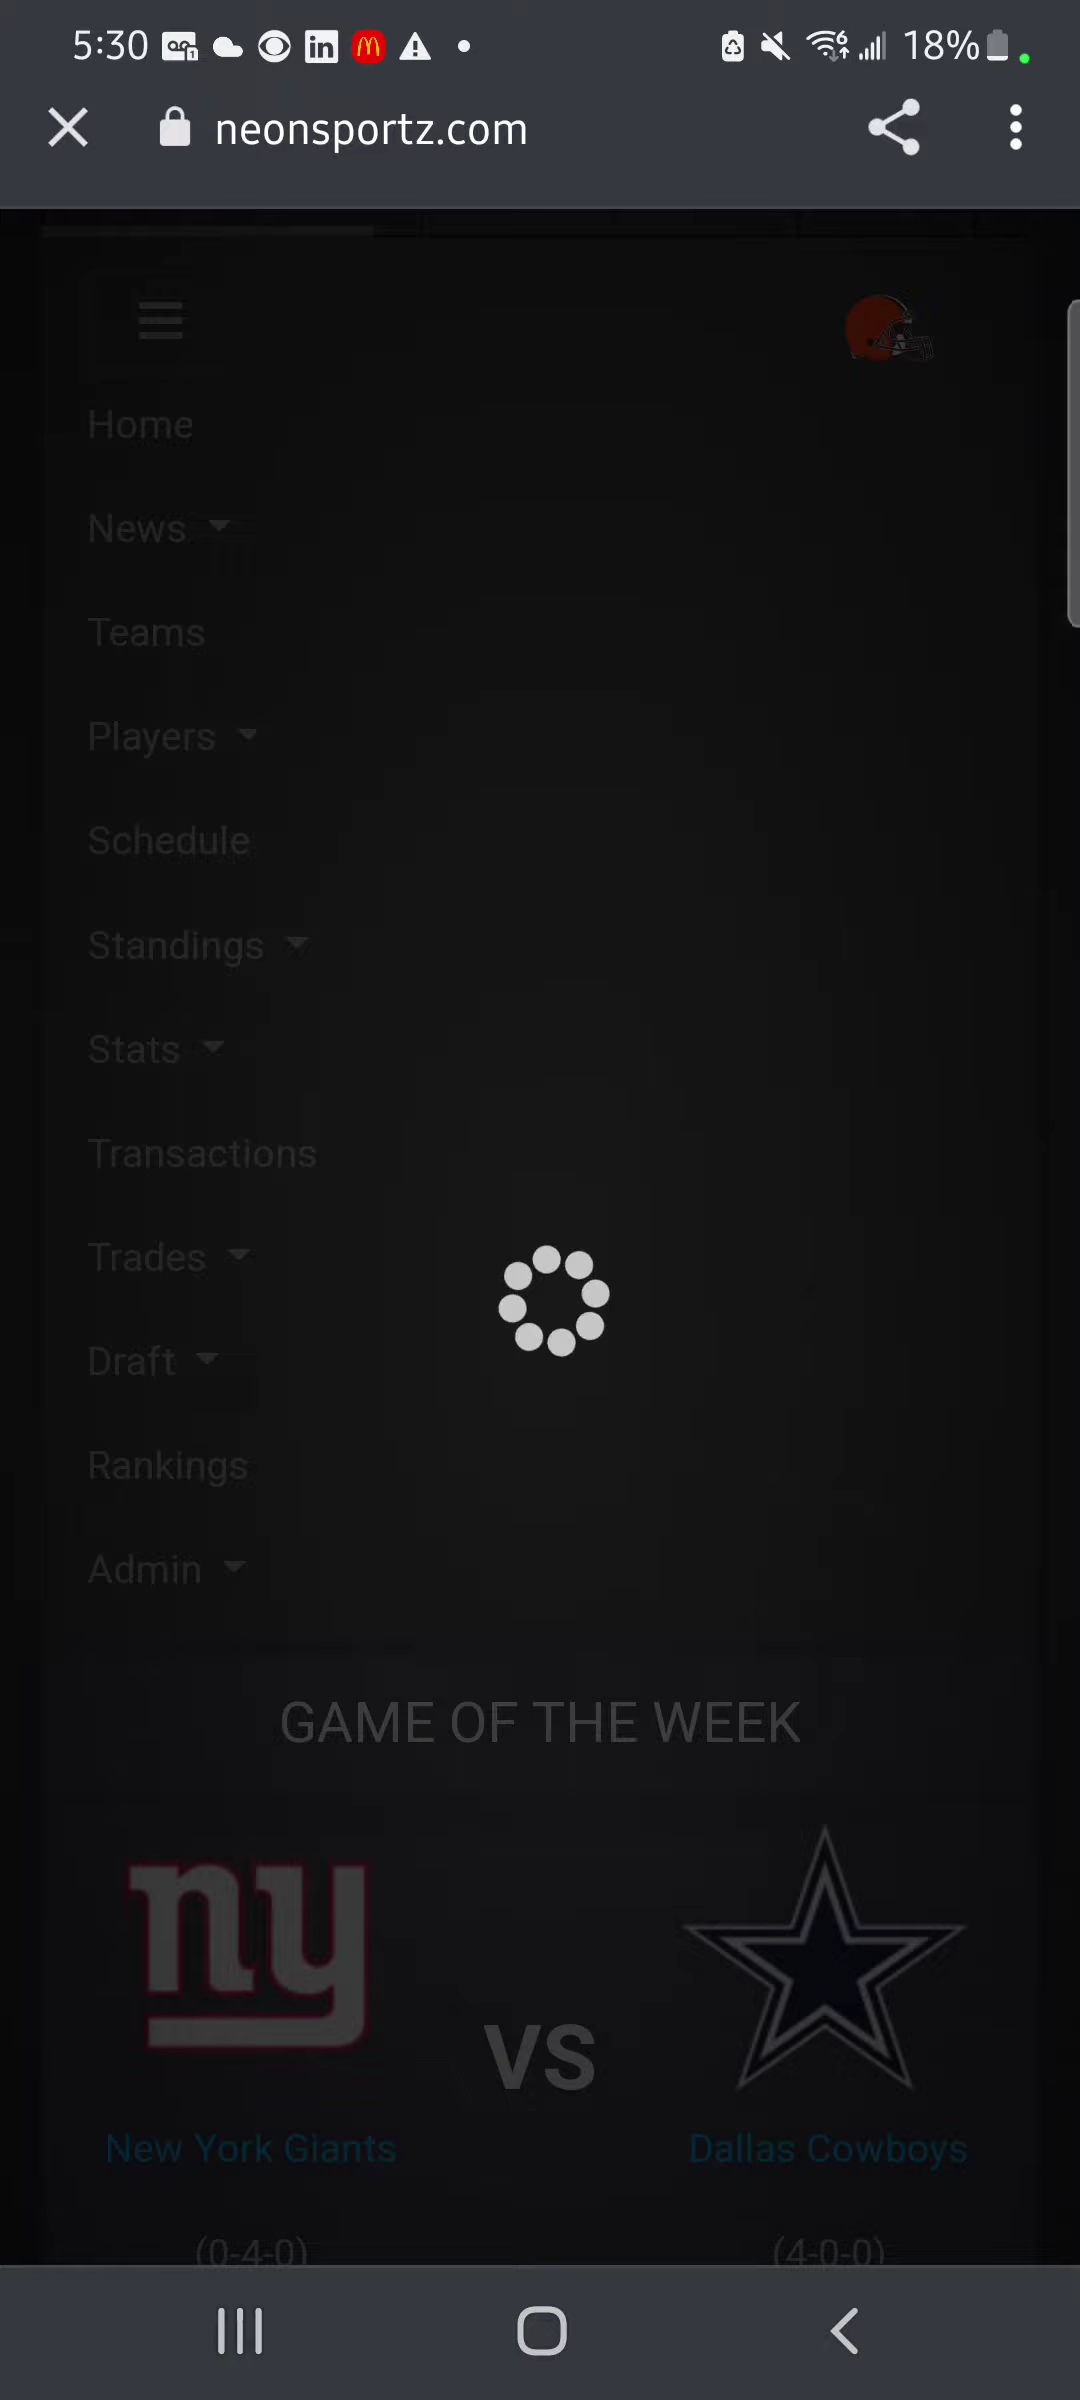 5:30
18%
neonsportz.com
Home
News
Teams
Players
Schedule
Standings
Stats
Transactions
Trades
Draft
Rankings
Admin
GAME OF THE WEEK
ny
VS
New York Giants
Dallas Cowboys
(0-4-0)
(4-0-0)